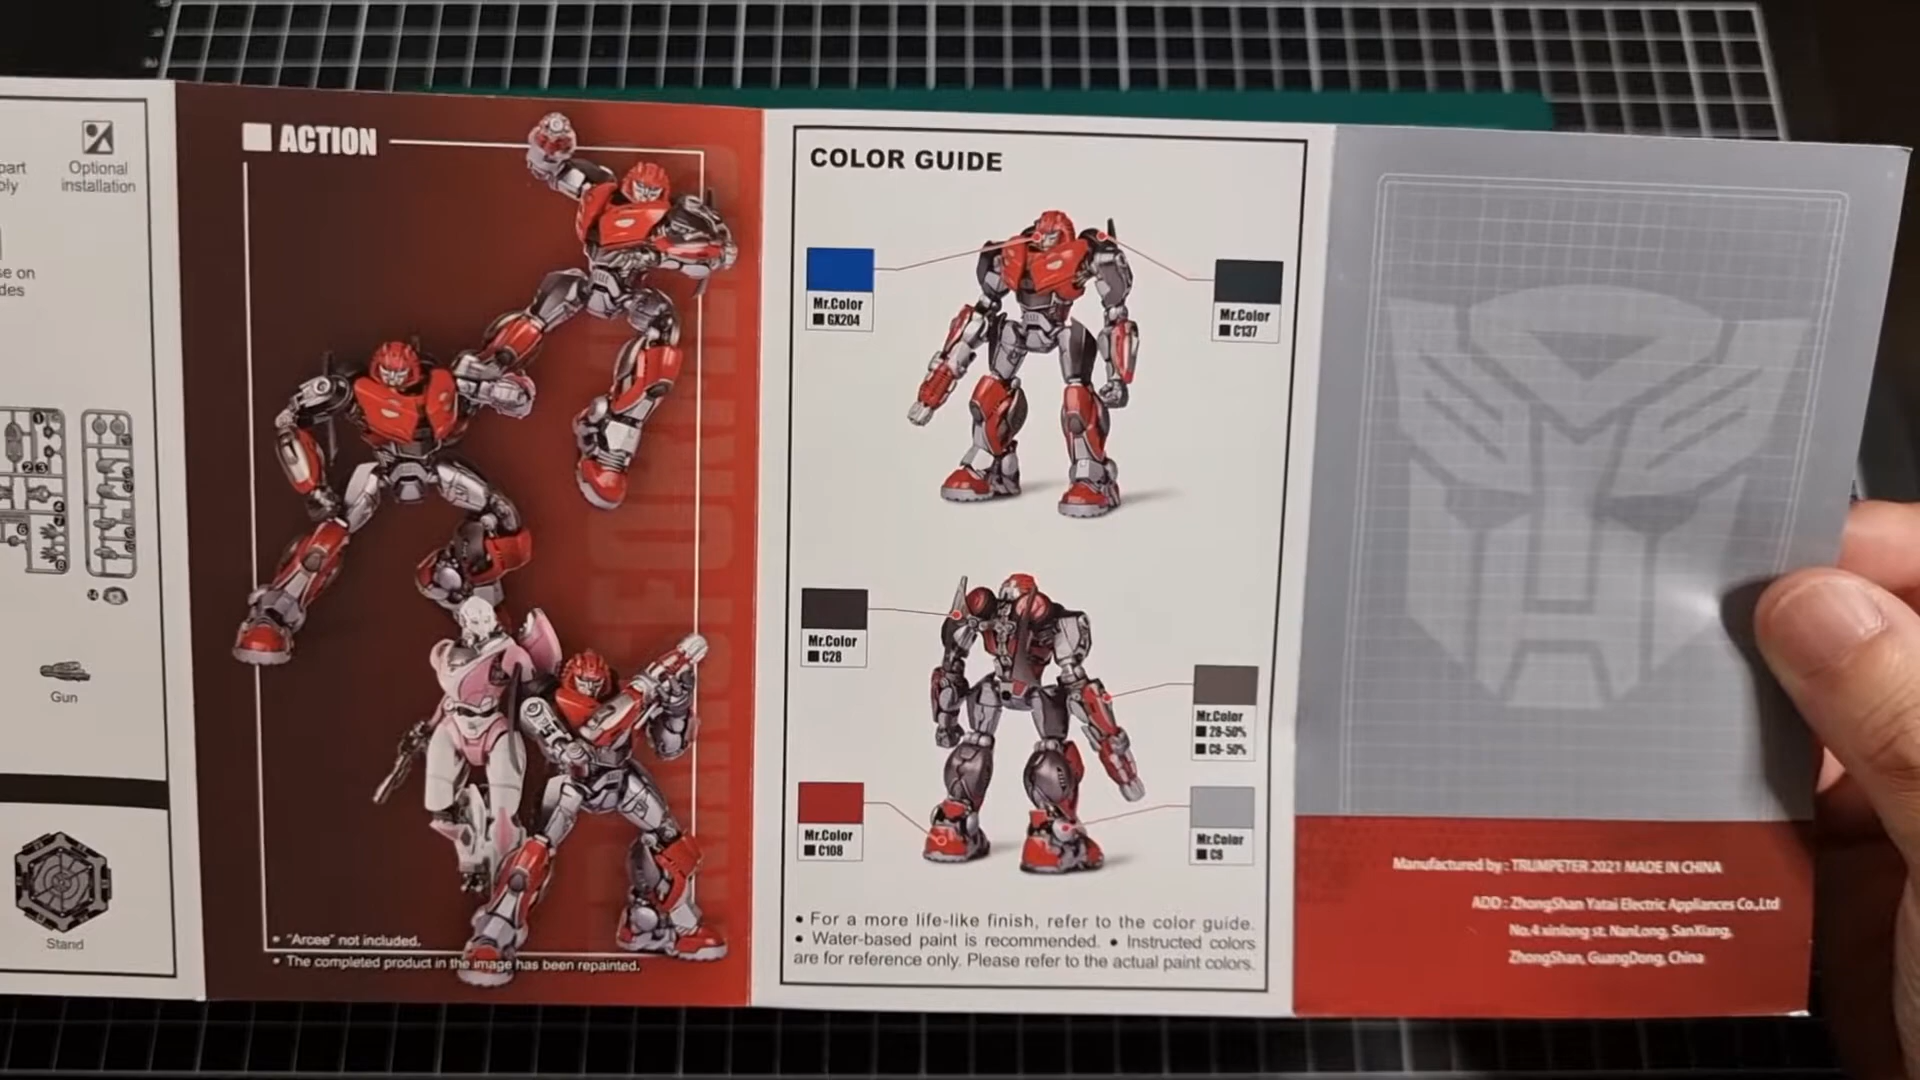 part
Optional
installation
Gun
Stand
ACTION
• "Arcee" not included.
• The completed product in the image has been repainted.
COLOR GUIDE
Mr.Color
GX204
Mr.Color
C137
Mr.Color
C28
Mr.Color
28-50%
C8- 50%
Mr.Color
C108
Mr.Color
C8
• For a more life-like finish, refer to the color guide.
• Water-based paint is recommended. • Instructed colors
are for reference only. Please refer to the actual paint colors.
Manufactured by : TRUMPETER 2021 MADE IN CHINA
ADD : ZhongShan Yatai Electric Appliances Co.,Ltd
No.4 xinlong st, NanLong, SanXiang,
ZhongShan, GuangDong, China